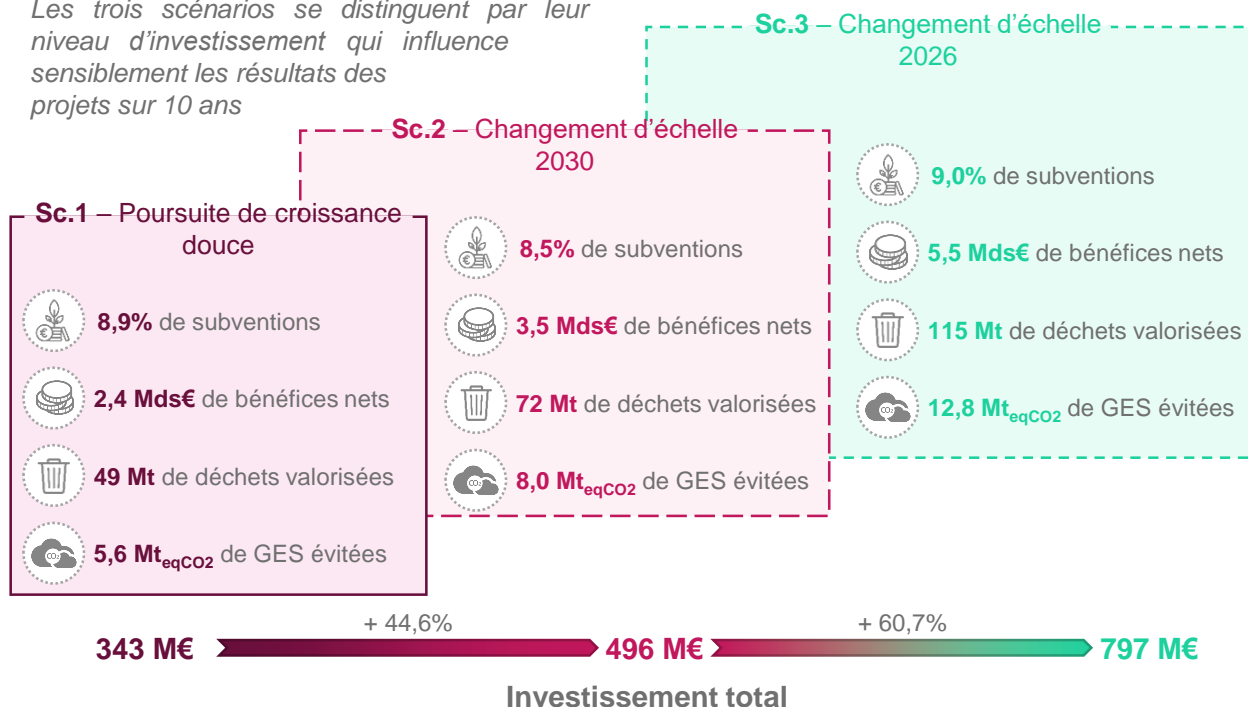 Les trois scénarios se distinguent par leur
niveau d'investissement qui influence
sensiblement les résultats des
projets sur 10 ans
Sc.1 – Poursuite de croissance
douce
8,9% de subventions
2,4 Mds€ de bénéfices nets
49 Mt de déchets valorisées
5,6 MteqCO2 de GES évitées
Sc.2 – Changement d'échelle
2030
8,5% de subventions
3,5 Mds€ de bénéfices nets
72 Mt de déchets valorisées
8,0 MteqCO2 de GES évitées
Sc.3 – Changement d'échelle
2026
9,0% de subventions
5,5 Mds€ de bénéfices nets
115 Mt de déchets valorisées
12,8 MteqCO2 de GES évitées
343 M€ + 44,6% 496 M€ + 60,7% 797 M€
Investissement total